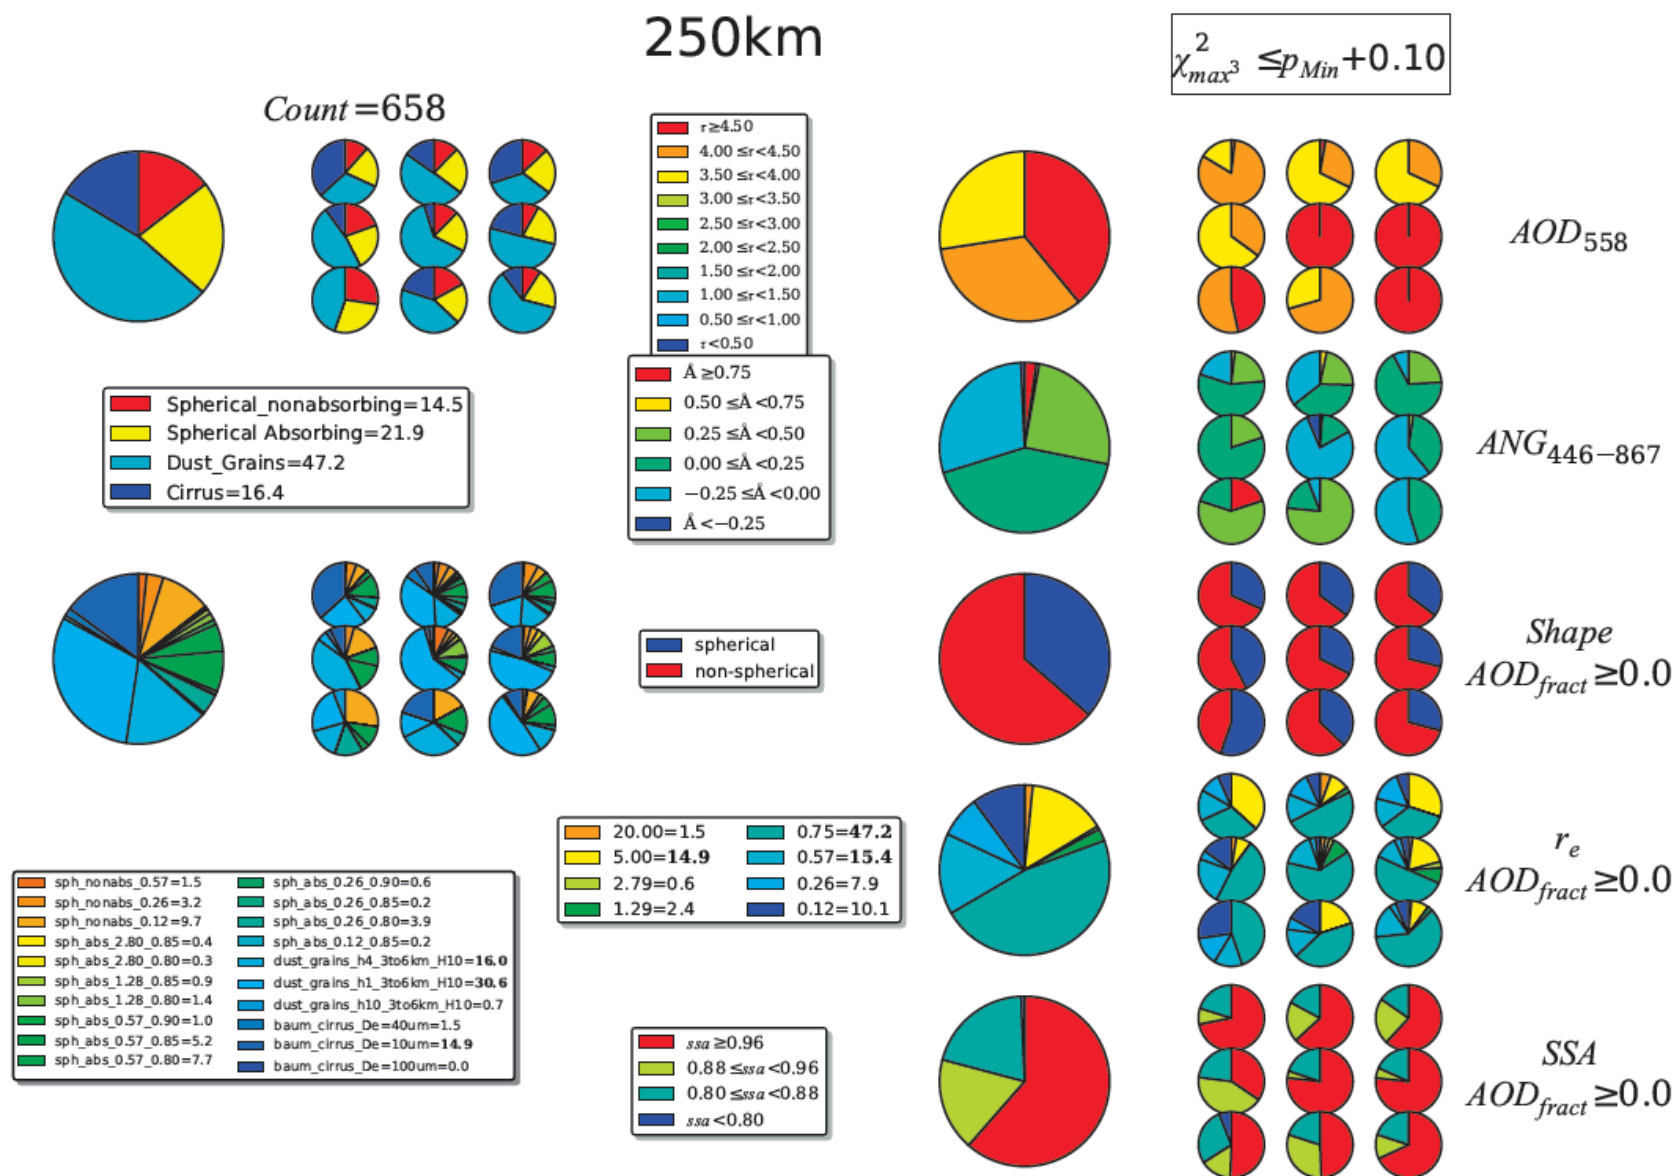 250km
χ²max³ ≤pMin+0.10
Count=658
τ≥4.50
4.00 ≤τ<4.50
3.50 ≤τ<4.00
3.00 ≤τ<3.50
2.50 ≤τ<3.00
2.00 ≤τ<2.50
1.50 ≤τ<2.00
1.00 ≤τ<1.50
0.50 ≤τ<1.00
τ<0.50
AOD558
Spherical_nonabsorbing=14.5
Spherical Absorbing=21.9
Dust_Grains=47.2
Cirrus=16.4
Å ≥0.75
0.50 ≤Å <0.75
0.25 ≤Å <0.50
0.00 ≤Å <0.25
−0.25 ≤Å <0.00
Å <−0.25
ANG446−867
spherical
non-spherical
Shape
AODfract ≥0.0
sph_nonabs_0.57=1.5
sph_nonabs_0.26=3.2
sph_nonabs_0.12=9.7
sph_abs_2.80_0.85=0.4
sph_abs_2.80_0.80=0.3
sph_abs_1.28_0.85=0.9
sph_abs_1.28_0.80=1.4
sph_abs_0.57_0.90=1.0
sph_abs_0.57_0.85=5.2
sph_abs_0.57_0.80=7.7
sph_abs_0.26_0.90=0.6
sph_abs_0.26_0.85=0.2
sph_abs_0.26_0.80=3.9
sph_abs_0.12_0.85=0.2
dust_grains_h4_3to6km_H10=16.0
dust_grains_h1_3to6km_H10=30.6
dust_grains_h10_3to6km_H10=0.7
baum_cirrus_De=40um=1.5
baum_cirrus_De=10um=14.9
baum_cirrus_De=100um=0.0
20.00=1.5
5.00=14.9
2.79=0.6
1.29=2.4
0.75=47.2
0.57=15.4
0.26=7.9
0.12=10.1
re
AODfract ≥0.0
ssa ≥0.96
0.88 ≤ssa <0.96
0.80 ≤ssa <0.88
ssa <0.80
SSA
AODfract ≥0.0